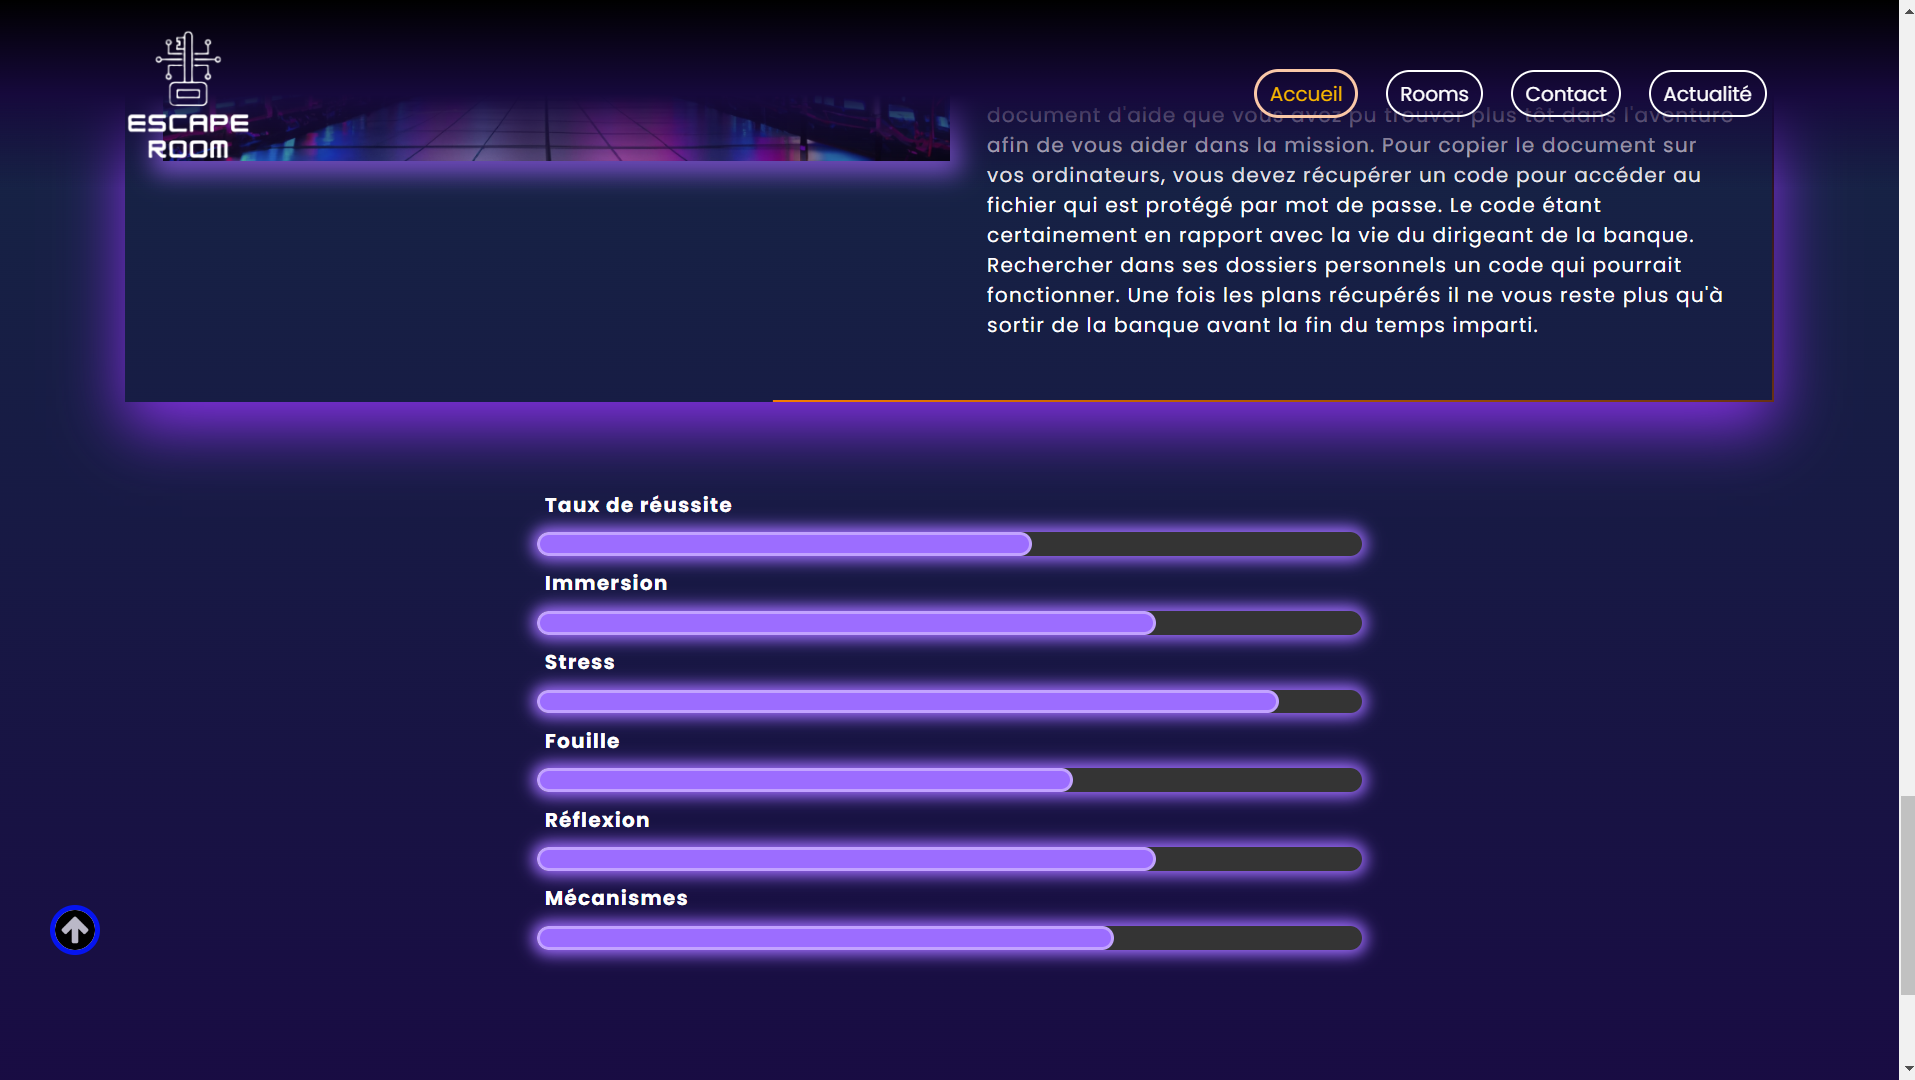 ESCAPE
ROOM
Accueil
Rooms
Contact
Actualité
document d'aide que vous avez pu trouver plus tôt dans l'aventure
afin de vous aider dans la mission. Pour copier le document sur
vos ordinateurs, vous devez récupérer un code pour accéder au
fichier qui est protégé par mot de passe. Le code étant
certainement en rapport avec la vie du dirigeant de la banque.
Rechercher dans ses dossiers personnels un code qui pourrait
fonctionner. Une fois les plans récupérés il ne vous reste plus qu'à
sortir de la banque avant la fin du temps imparti.
Taux de réussite
Immersion
Stress
Fouille
Réflexion
Mécanismes